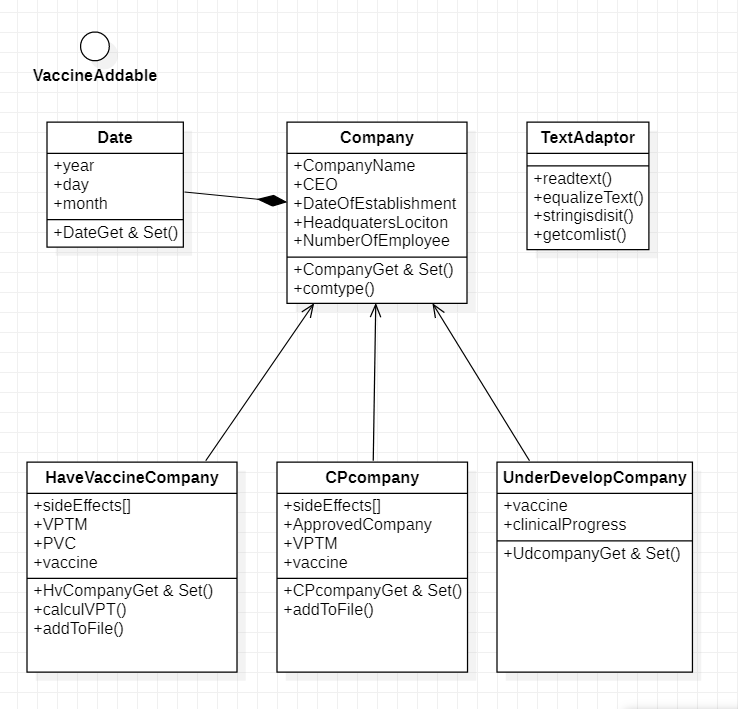 VaccineAddable
Date
+year
+day
+month
+DateGet & Set()
Company
+CompanyName
+CEO
+DateOfEstablishment
+HeadquatersLociton
+NumberOfEmployee
+CompanyGet & Set()
+comtype()
TextAdaptor
+readtext()
+equalizeText()
+stringisdisit()
+getcomlist()
HaveVaccineCompany
+sideEffects[]
+VPTM
+PVC
+vaccine
+HvCompanyGet & Set()
+calculVPT()
+addToFile()
CPcompany
+sideEffects[]
+ApprovedCompany
+VPTM
+vaccine
+CPcompanyGet & Set()
+addToFile()
UnderDevelopCompany
+vaccine
+clinicalProgress
+UdcompanyGet & Set()